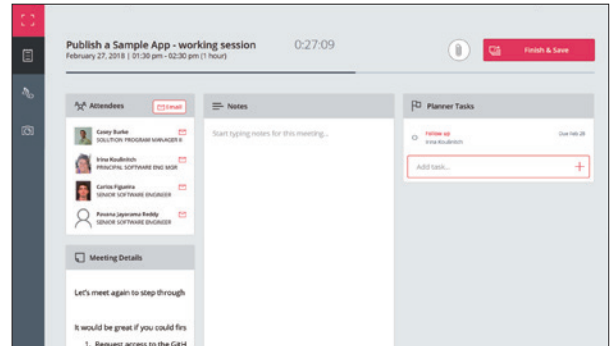 Publish a Sample App - working session
February 27, 2018 | 01:30 pm - 02:30 pm (1 hour)
0:27:09
Finish & Save
Attendees
Email
Casey Burke
SOLUTION PROGRAM MANAGER II
Irina Koulinitch
PRINCIPAL SOFTWARE ENG MGR
Carlos Figueira
SENIOR SOFTWARE ENGINEER
Pavana Jayarama Reddy
SENIOR SOFTWARE ENGINEER
Meeting Details
Let's meet again to step through
It would be great if you could firs
1. Request access to the GitH
Notes
Start typing notes for this meeting...
Planner Tasks
Follow up
Due Feb 28
Irina Koulinitch
Add task...